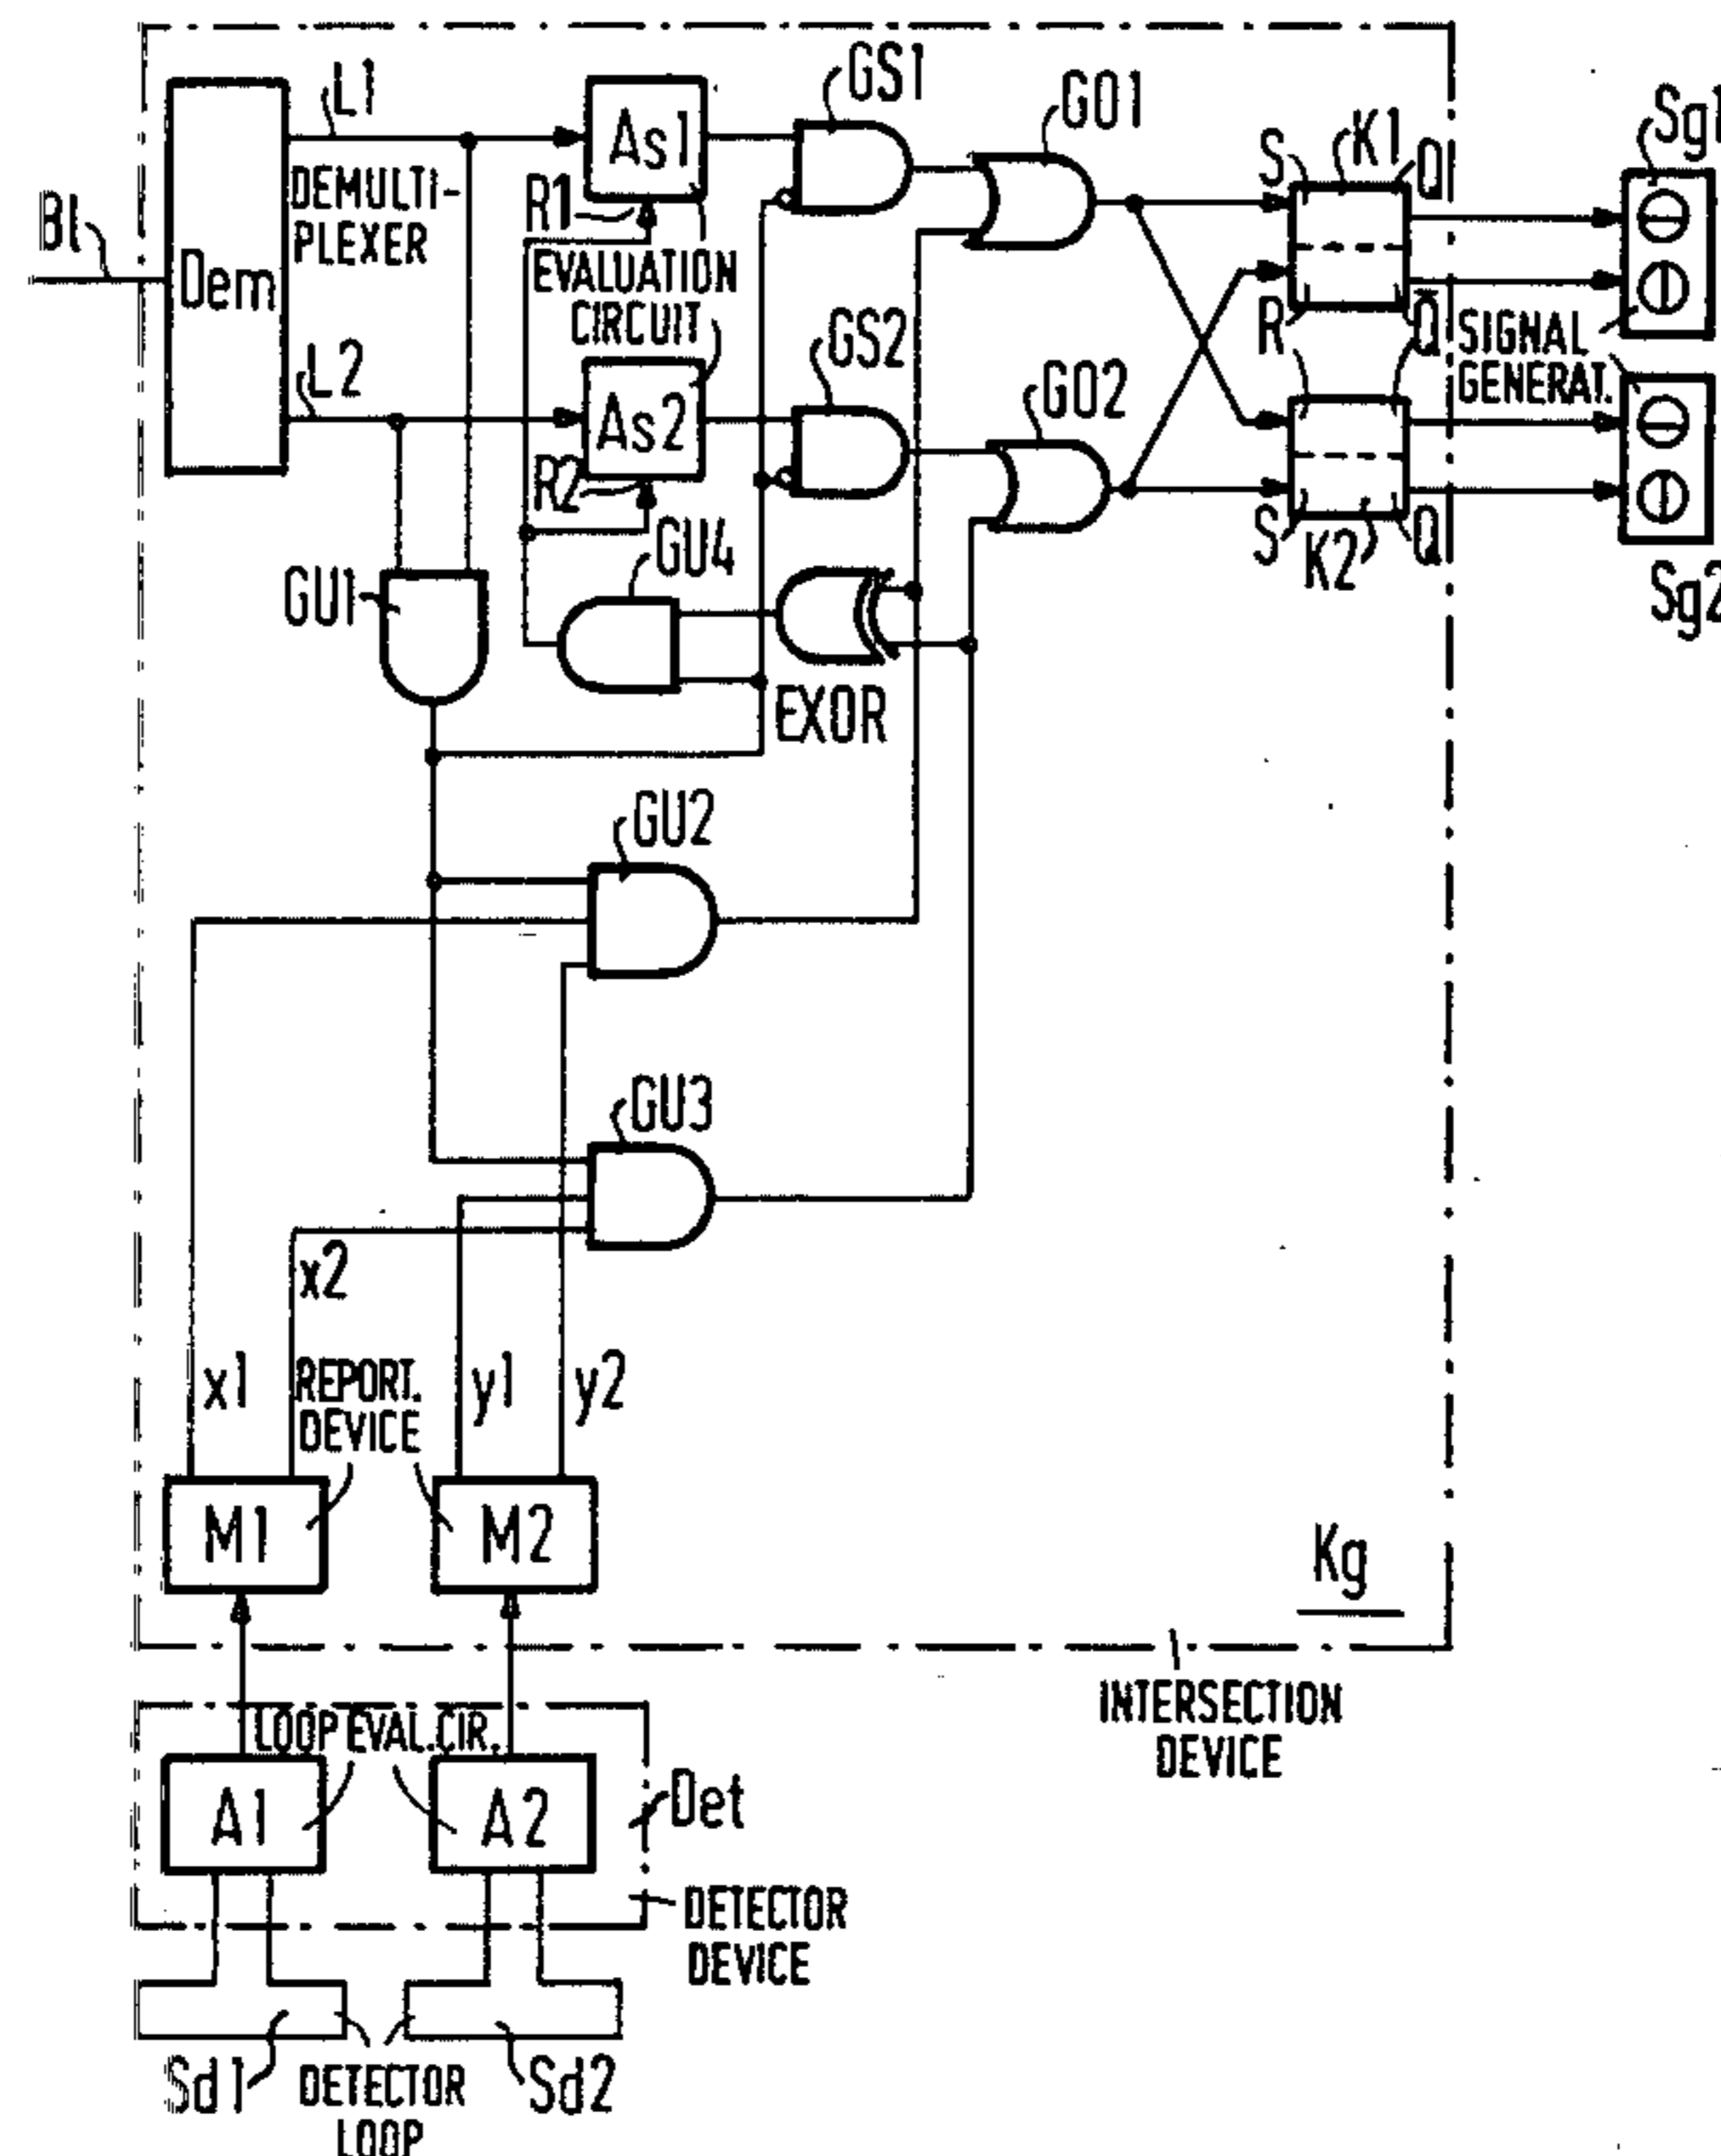 GS1
GO1
Sg1
L1
As1
S
K1
Q
DEMULTI-
PLEXER
R1
Bl
Dem
EVALUATION
CIRCUIT
R
Q̅
SIGNAL
GENERAT.
L2
GS2
GO2
As2
R2
S
K2
Q
Sg2
GU1
GU4
EXOR
GU2
GU3
x2
x1
REPORT.
DEVICE
y1
y2
M1
M2
Kg
INTERSECTION
DEVICE
LOOP EVAL.CIR.
A1
A2
Det
DETECTOR
DEVICE
Sd1
DETECTOR
LOOP
Sd2